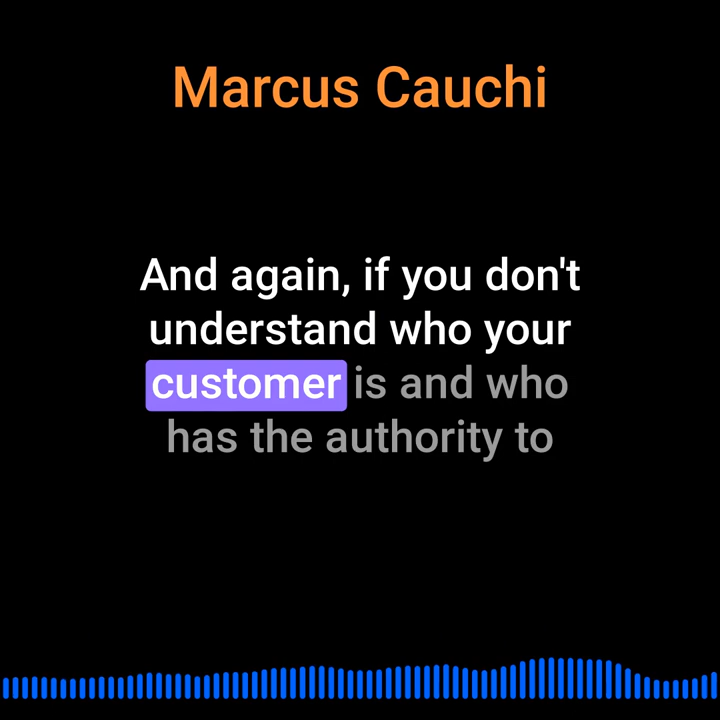 Marcus Cauchi
And again, if you don't
understand who your
customer is and who
has the authority to